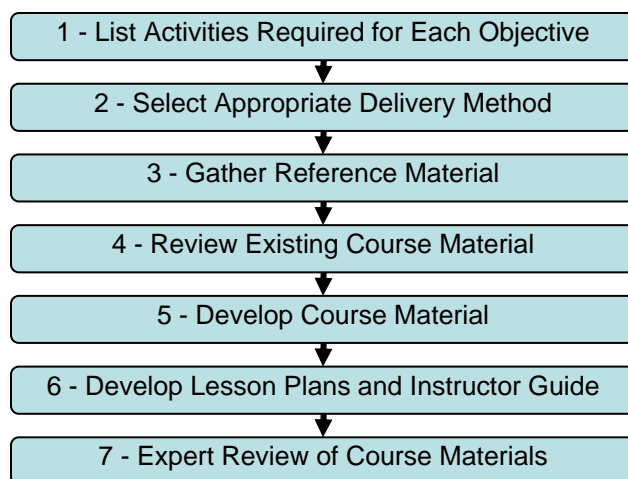 1 - List Activities Required for Each Objective
2 - Select Appropriate Delivery Method
3 - Gather Reference Material
4 - Review Existing Course Material
5 - Develop Course Material
6 - Develop Lesson Plans and Instructor Guide
7 - Expert Review of Course Materials